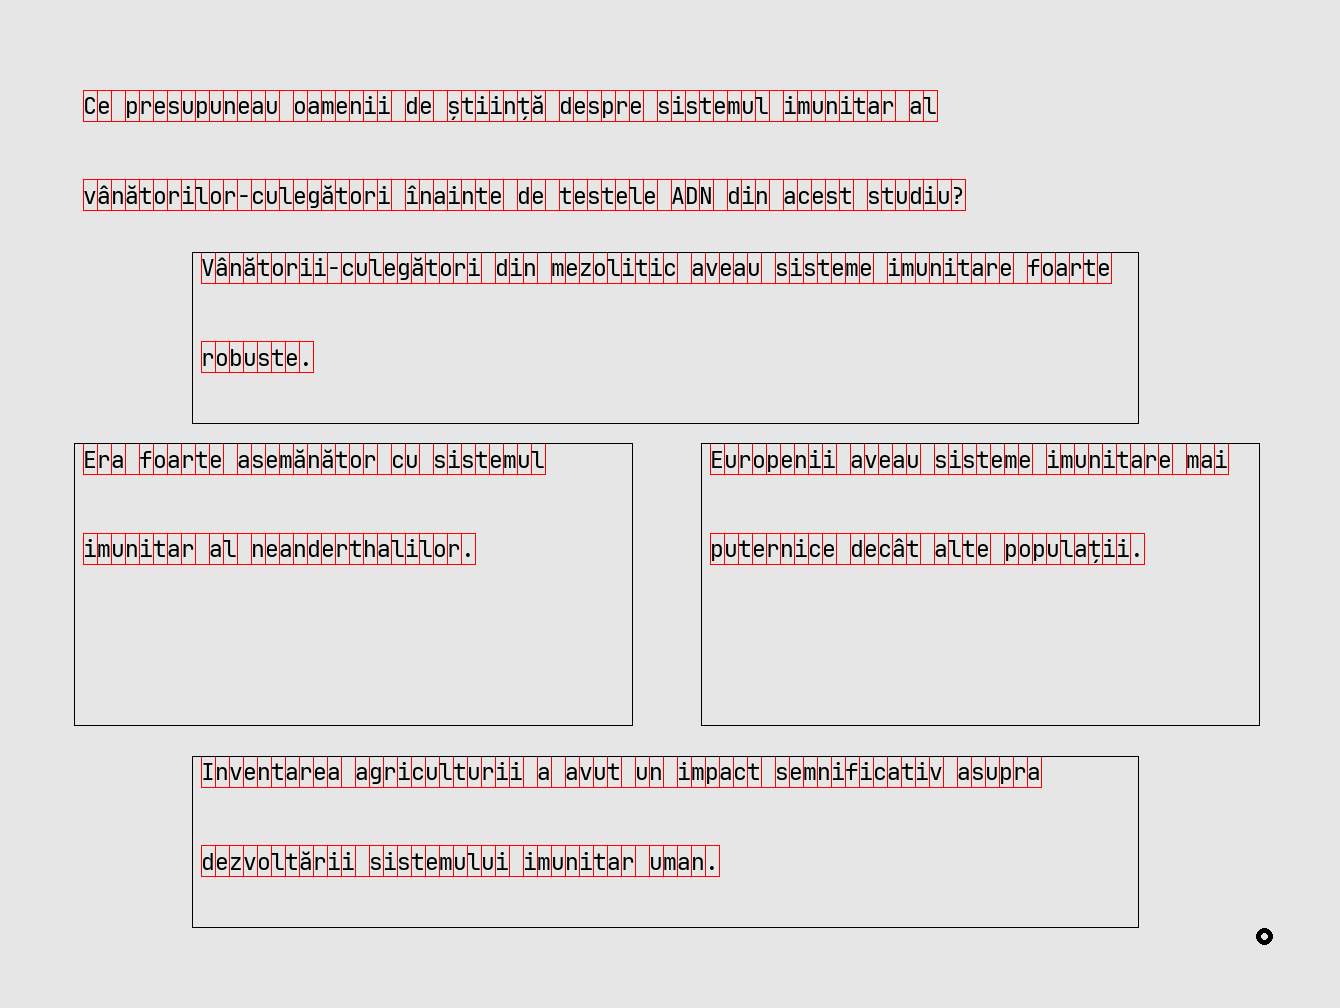 Ce presupuneau oamenii de știință despre sistemul imunitar al
vânătorilor-culegători înainte de testele ADN din acest studiu?
Vânătorii-culegători din mezolitic aveau sisteme imunitare foarte
robuste.
Era foarte asemănător cu sistemul
imunitar al neanderthalilor.
Europenii aveau sisteme imunitare mai
puternice decât alte populații.
Inventarea agriculturii a avut un impact semnificativ asupra
dezvoltării sistemului imunitar uman.